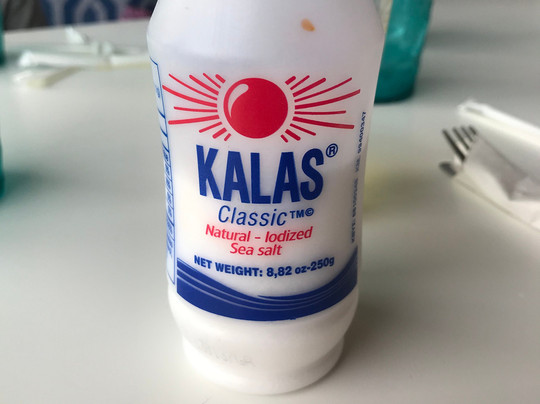 KALAS®
Classic™©
Natural - Iodized
Sea salt
NET WEIGHT: 8,82 oz-250g